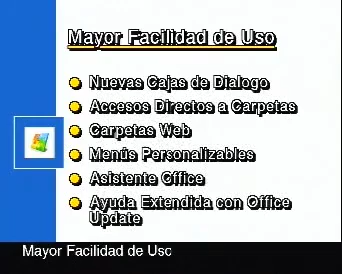 Mayor Facilidad de Uso
Nuevas Cajas de Dialogo
Accesos Directos a Carpetas
Carpetas Web
Menús Personalizables
Asistente Office
Ayuda Extendida con Office
Update
Mayor Facilidad de Uso